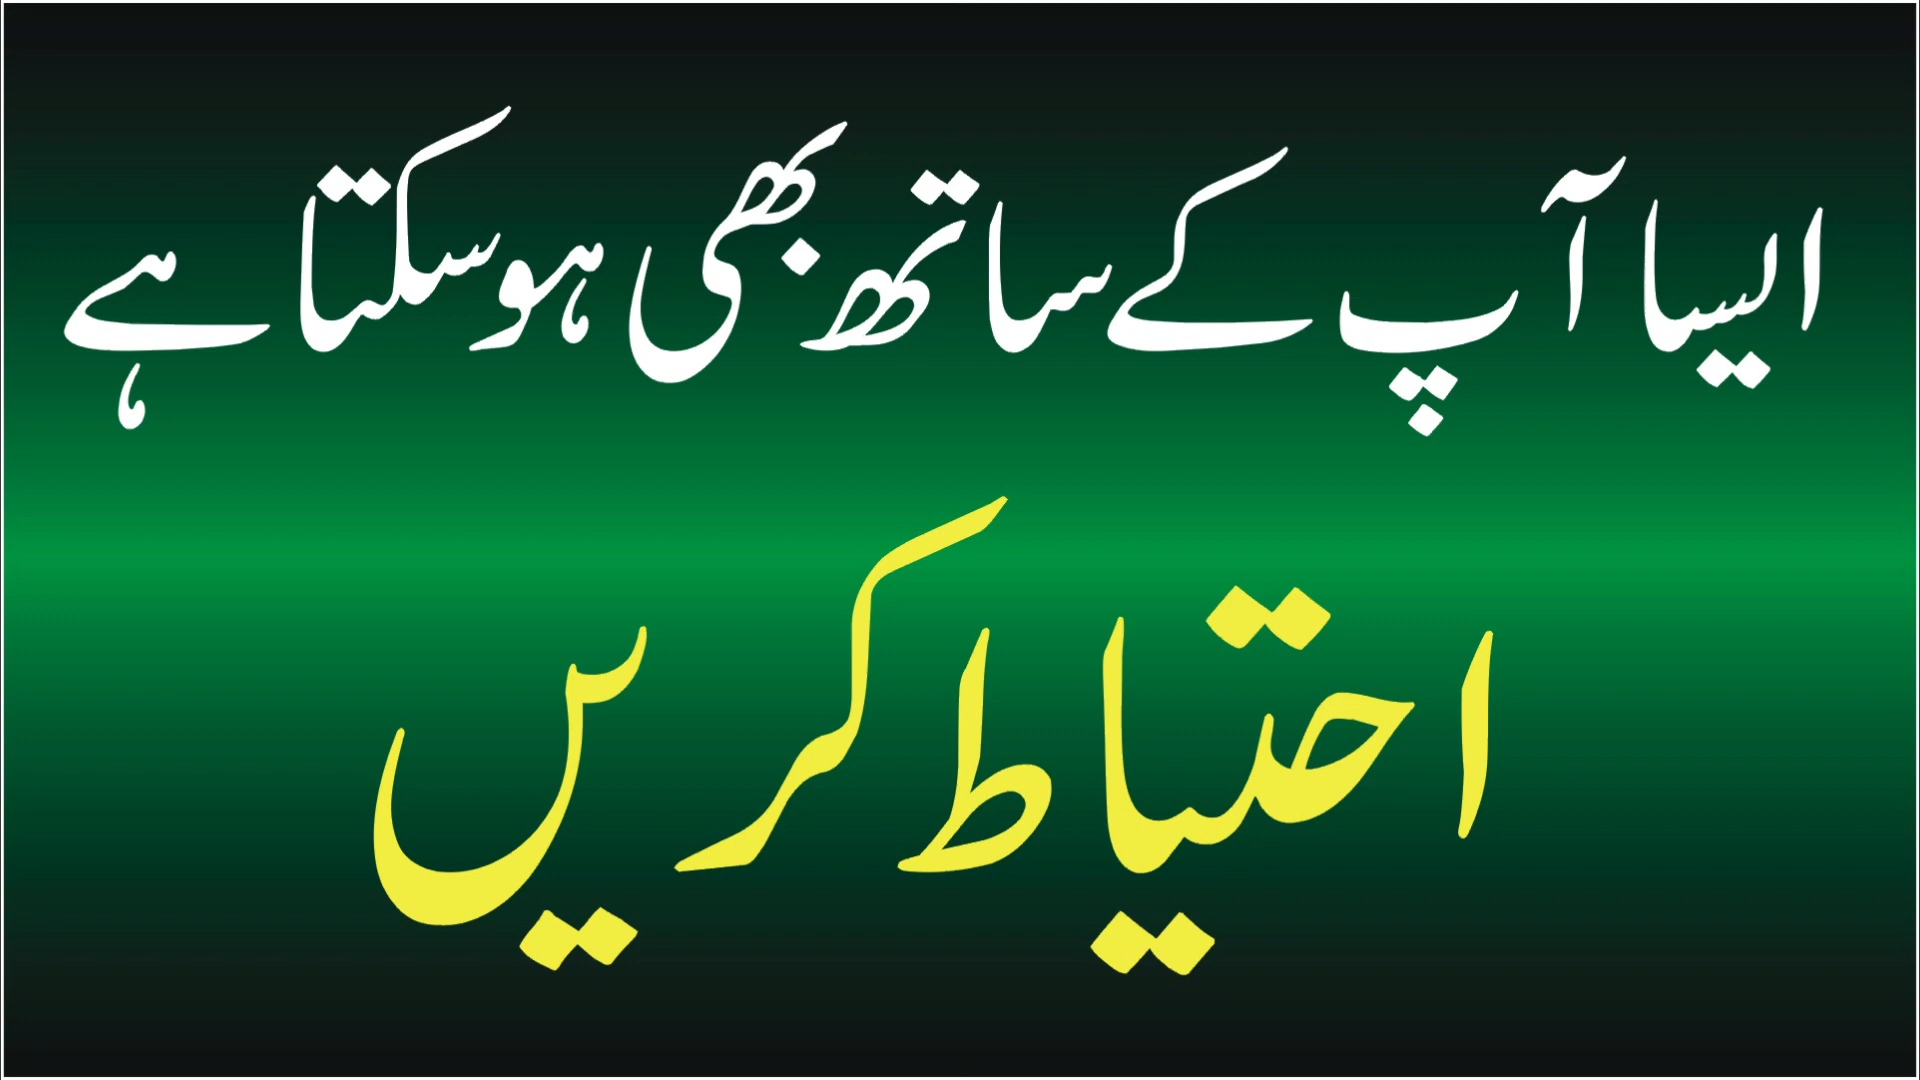 ایسا آپ کے ساتھ بھی ہو سکتا ہے
احتیاط کریں